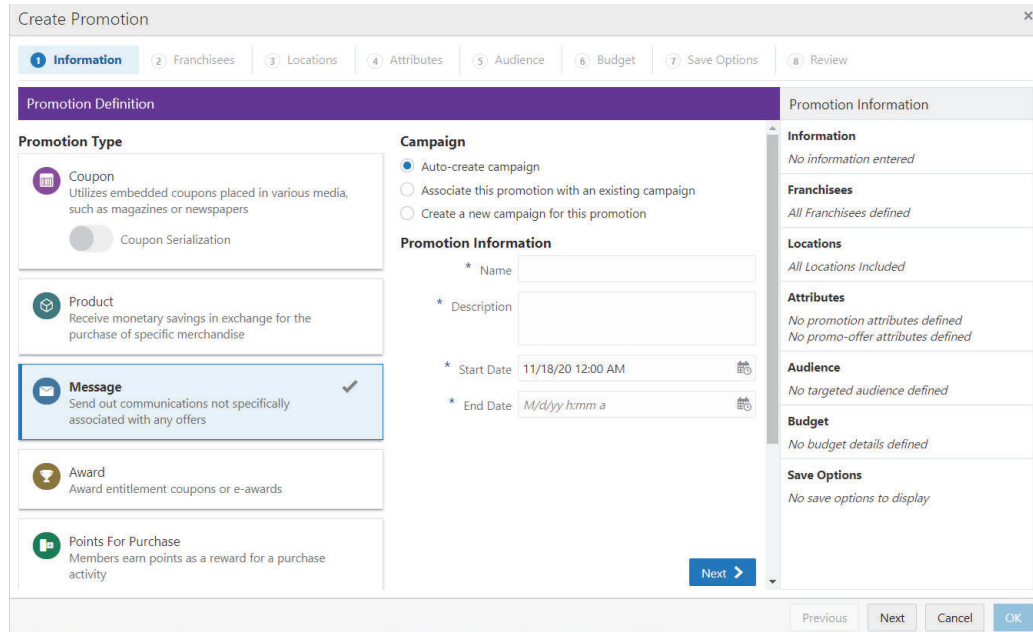 Create Promotion
×
1 Information
2 Franchisees
3 Locations
4 Attributes
5 Audience
6 Budget
7 Save Options
8 Review
Promotion Definition
Promotion Type
Coupon
Utilizes embedded coupons placed in various media,
such as magazines or newspapers
Coupon Serialization
Product
Receive monetary savings in exchange for the
purchase of specific merchandise
Message
Send out communications not specifically
associated with any offers
Award
Award entitlement coupons or e-awards
Points For Purchase
Members earn points as a reward for a purchase
activity
Campaign
Auto-create campaign
Associate this promotion with an existing campaign
Create a new campaign for this promotion
Promotion Information
* Name
* Description
* Start Date 11/18/20 12:00 AM
* End Date M/d/yy h:mm a
Next
Promotion Information
Information
No information entered
Franchisees
All Franchisees defined
Locations
All Locations Included
Attributes
No promotion attributes defined
No promo-offer attributes defined
Audience
No targeted audience defined
Budget
No budget details defined
Save Options
No save options to display
Previous
Next
Cancel
OK